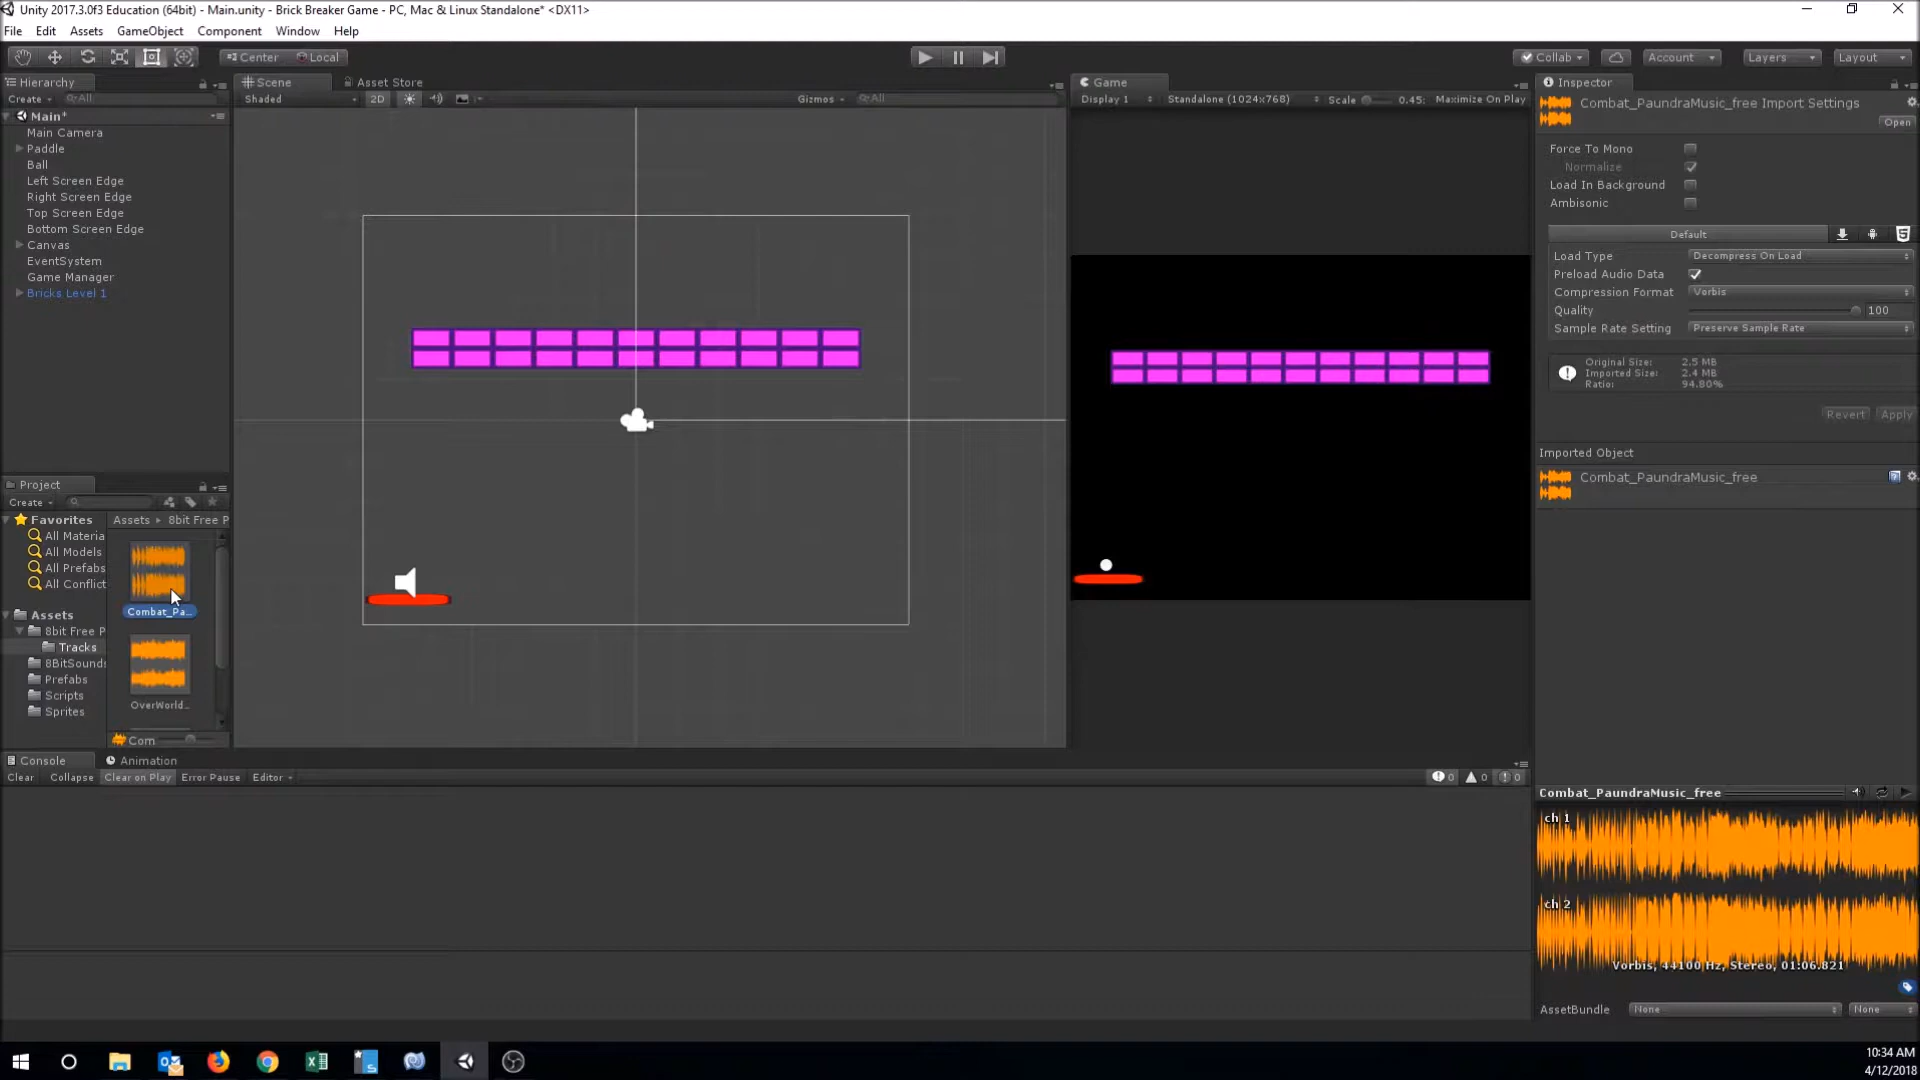 Unity 2017.3.0f3 Education (64bit) - Main.unity - Brick Breaker Game - PC, Mac & Linux Standalone* <DX11>
File Edit Assets GameObject Component Window Help
Center Local
Collab Account Layers Layout
Hierarchy
Create All
Main*
Main Camera
Paddle
Ball
Left Screen Edge
Right Screen Edge
Top Screen Edge
Bottom Screen Edge
Canvas
EventSystem
Game Manager
Bricks Level 1
Scene Asset Store
Shaded 2D Gizmos All
Game
Display 1 Standalone (1024x768) Scale 0.45: Maximize On Play
Inspector
Combat_PaundraMusic_free Import Settings
Open
Force To Mono
Normalize
Load In Background
Ambisonic
Default
Load Type Decompress On Load
Preload Audio Data
Compression Format Vorbis
Quality 100
Sample Rate Setting Preserve Sample Rate
Original Size: 2.5 MB
Imported Size: 2.4 MB
Ratio: 94.80%
Revert Apply
Imported Object
Combat_PaundraMusic_free
Project
Create
Favorites
All Materia
All Models
All Prefabs
All Conflict
Assets
8bit Free P
Tracks
8BitSounds
Prefabs
Scripts
Sprites
Assets 8bit Free P
Combat_Pa...
OverWorld...
Com
Console Animation
Clear Collapse Clear on Play Error Pause Editor
0 0 0
Combat_PaundraMusic_free
ch 1
ch 2
Vorbis, 44100 Hz, Stereo, 01:06.821
AssetBundle None None
10:34 AM
4/12/2018